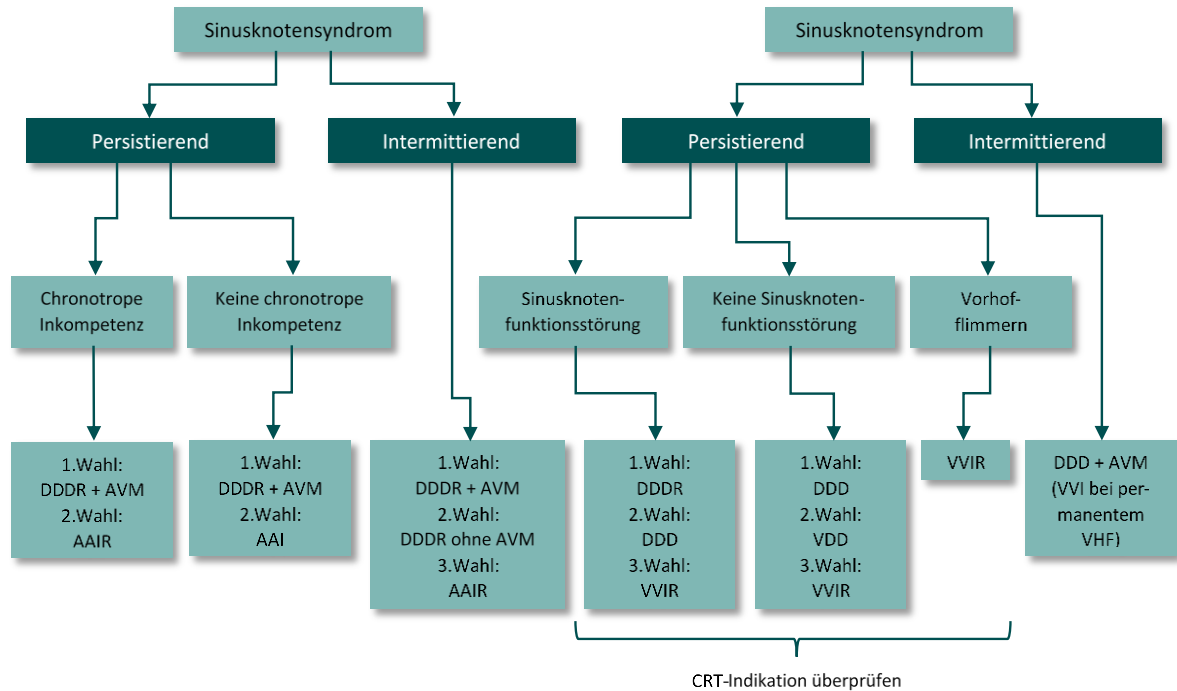 Sinusknotensyndrom
Persistierend
Intermittierend
Chronotrope
Inkompetenz
Keine chronotrope
Inkompetenz
1.Wahl:
DDDR + AVM
2.Wahl:
AAIR
1.Wahl:
DDDR + AVM
2.Wahl:
AAI
1.Wahl:
DDDR + AVM
2.Wahl:
DDDR ohne AVM
3.Wahl:
AAIR
Sinusknotensyndrom
Persistierend
Intermittierend
Sinusknoten-
funktionsstörung
Keine Sinusknoten-
funktionsstörung
Vorhof-
flimmern
1.Wahl:
DDDR
2.Wahl:
DDD
3.Wahl:
VVIR
1.Wahl:
DDD
2.Wahl:
VDD
3.Wahl:
VVIR
VVIR
DDD + AVM
(VVI bei per-
manentem
VHF)
CRT-Indikation überprüfen